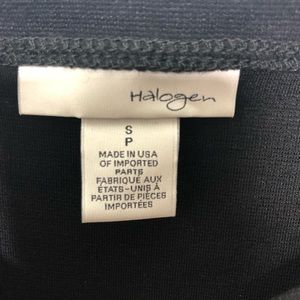 Halogen
S
P
MADE IN USA
OF IMPORTED
PARTS
FABRIQUE AUX
ÉTATS-UNIS À
PARTIR DE PIÈCES
IMPORTÉES